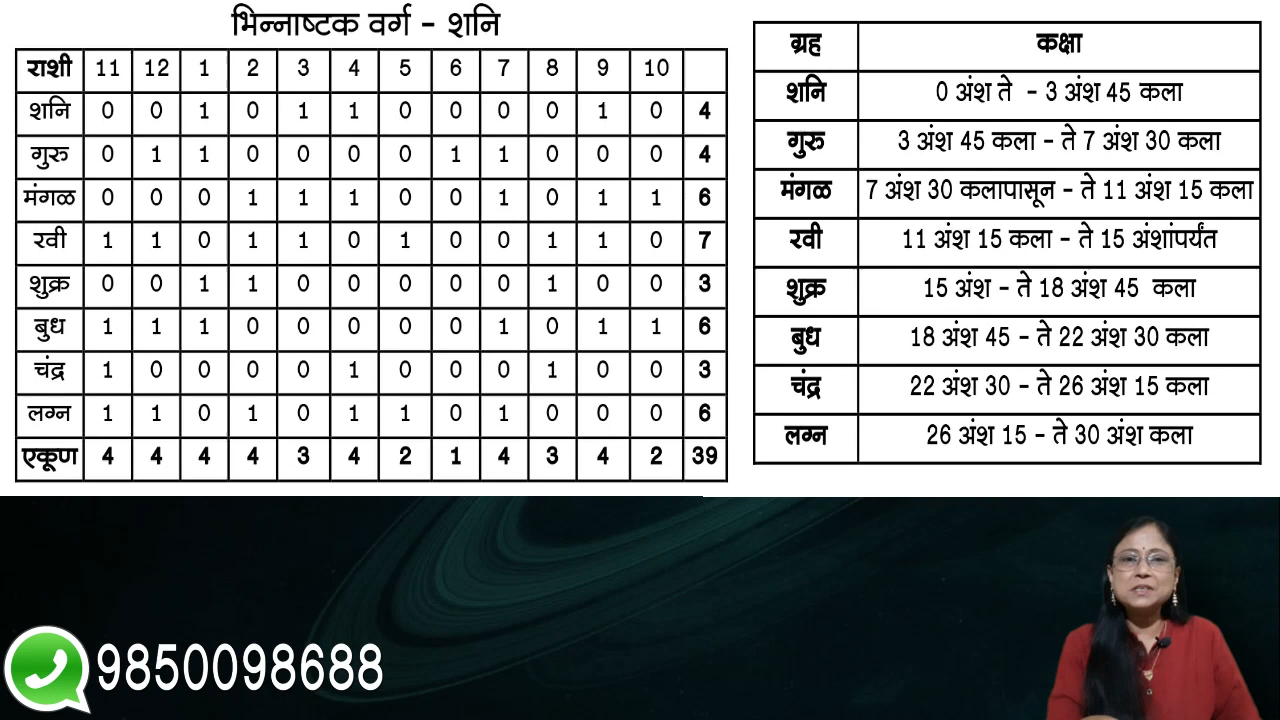 भिन्नाष्टक वर्ग - शनि
राशी 11 12 1 2 3 4 5 6 7 8 9 10
शनि 0 0 1 0 1 1 0 0 0 0 1 0 4
गुरु 0 1 1 0 0 0 0 1 1 0 0 0 4
मंगळ 0 0 0 1 1 1 0 0 1 0 1 1 6
रवी 1 1 0 1 1 0 1 0 0 1 1 0 7
शुक्र 0 0 1 1 0 0 0 0 0 1 0 0 3
बुध 1 1 1 0 0 0 0 0 1 0 1 1 6
चंद्र 1 0 0 0 0 1 0 0 0 1 0 0 3
लग्न 1 1 0 1 0 1 1 0 1 0 0 0 6
एकूण 4 4 4 4 3 4 2 1 4 3 4 2 39
ग्रह कक्षा
शनि 0 अंश ते - 3 अंश 45 कला
गुरु 3 अंश 45 कला - ते 7 अंश 30 कला
मंगळ 7 अंश 30 कलापासून - ते 11 अंश 15 कला
रवी 11 अंश 15 कला - ते 15 अंशांपर्यंत
शुक्र 15 अंश - ते 18 अंश 45 कला
बुध 18 अंश 45 - ते 22 अंश 30 कला
चंद्र 22 अंश 30 - ते 26 अंश 15 कला
लग्न 26 अंश 15 - ते 30 अंश कला
9850098688